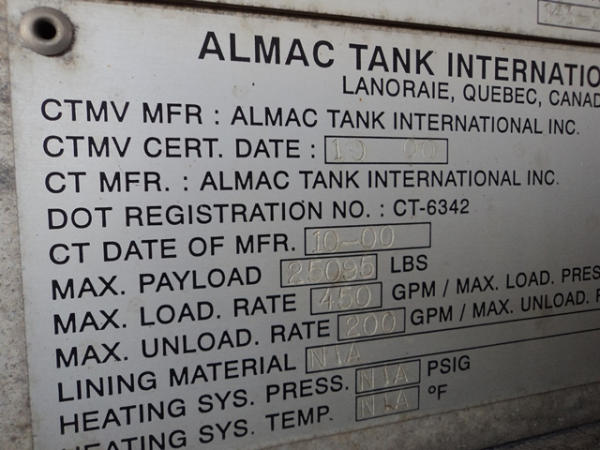 ALMAC TANK INTERNATIO
LANORAIE, QUEBEC, CANAD
CTMV MFR : ALMAC TANK INTERNATIONAL INC.
CTMV CERT. DATE : 10 00
CT MFR. : ALMAC TANK INTERNATIONAL INC.
DOT REGISTRATION NO. : CT-6342
CT DATE OF MFR. 10-00
MAX. PAYLOAD 25095 LBS
MAX. LOAD. RATE 450 GPM / MAX. LOAD. PRES
MAX. UNLOAD. RATE 200 GPM / MAX. UNLOAD. P
LINING MATERIAL N\A
HEATING SYS. PRESS. N\A PSIG
HEATING SYS. TEMP. N\A °F